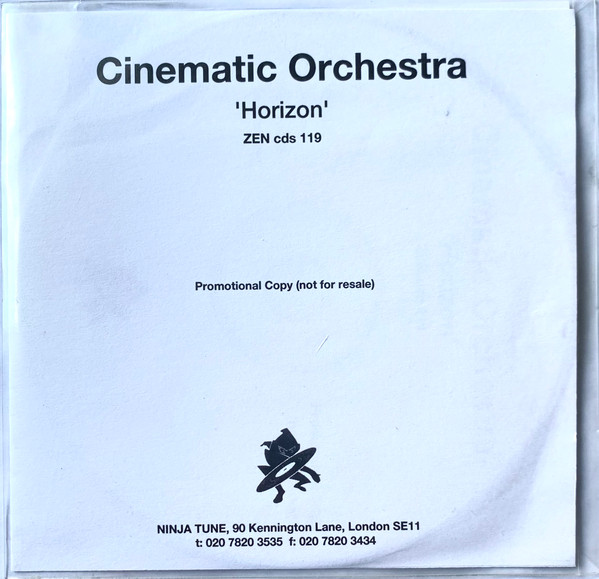 Cinematic Orchestra
'Horizon'
ZEN cds 119
Promotional Copy (not for resale)
NINJA TUNE, 90 Kennington Lane, London SE11
t: 020 7820 3535 f: 020 7820 3434